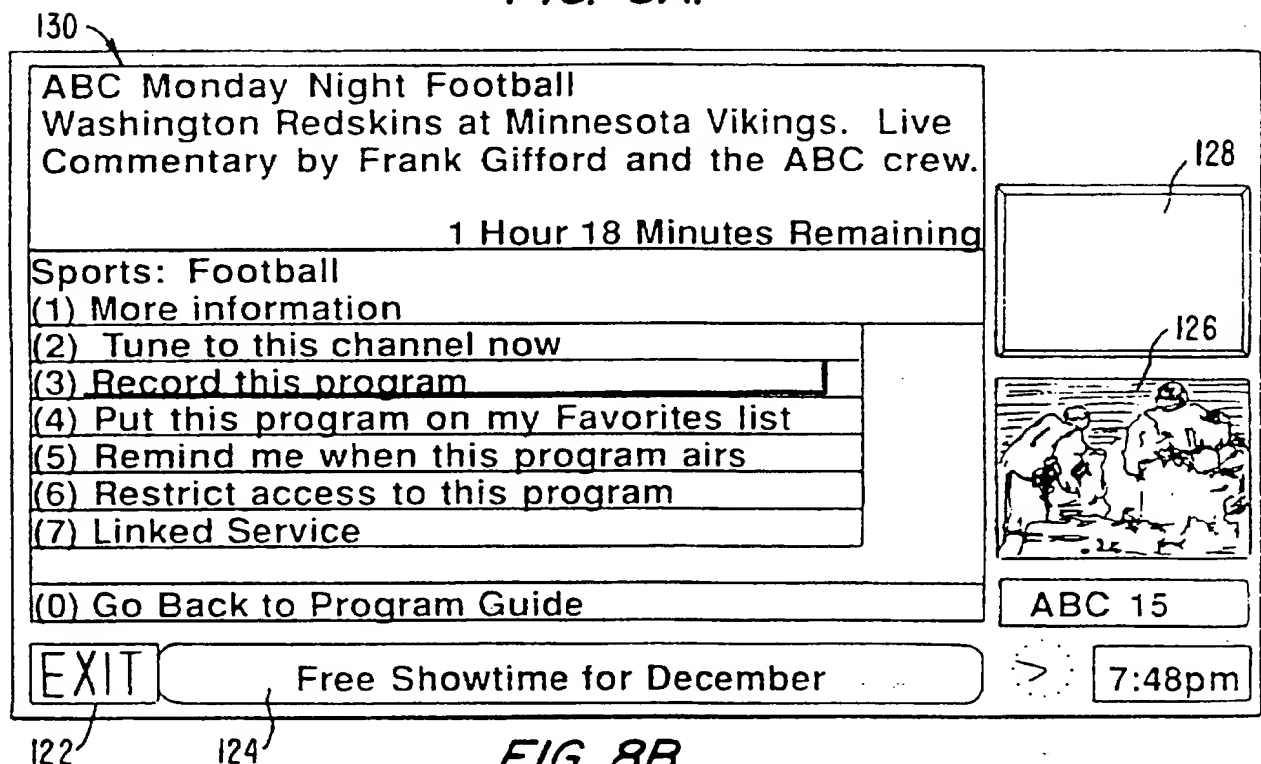 130
ABC Monday Night Football
Washington Redskins at Minnesota Vikings. Live
Commentary by Frank Gifford and the ABC crew.
1 Hour 18 Minutes Remaining
Sports: Football
(1) More information
(2) Tune to this channel now
(3) Record this program
(4) Put this program on my Favorites list
(5) Remind me when this program airs
(6) Restrict access to this program
(7) Linked Service
(0) Go Back to Program Guide
128
126
ABC 15
EXIT
Free Showtime for December
7:48pm
122
124
FIG. 8B